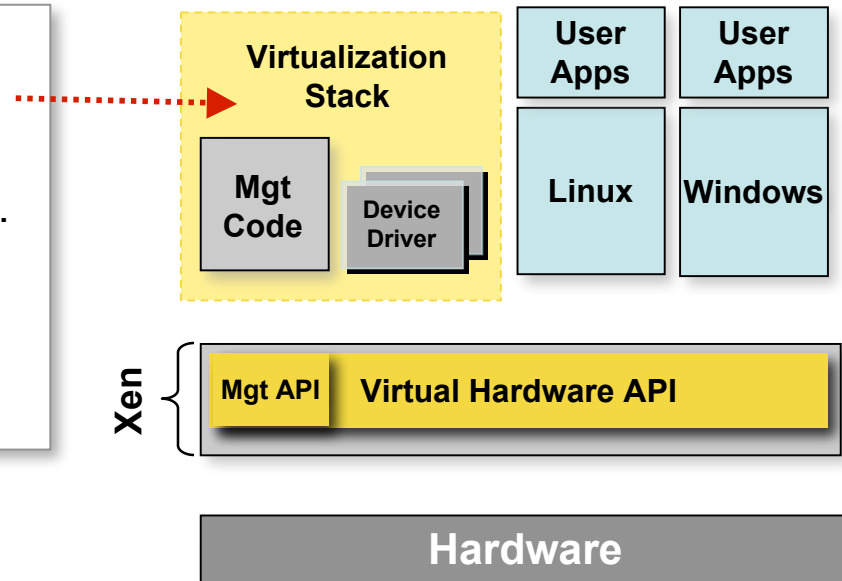 Virtualization
Stack
Mgt
Code
Device
Driver
User
Apps
User
Apps
Linux
Windows
.
Xen
Mgt API
Virtual Hardware API
Hardware